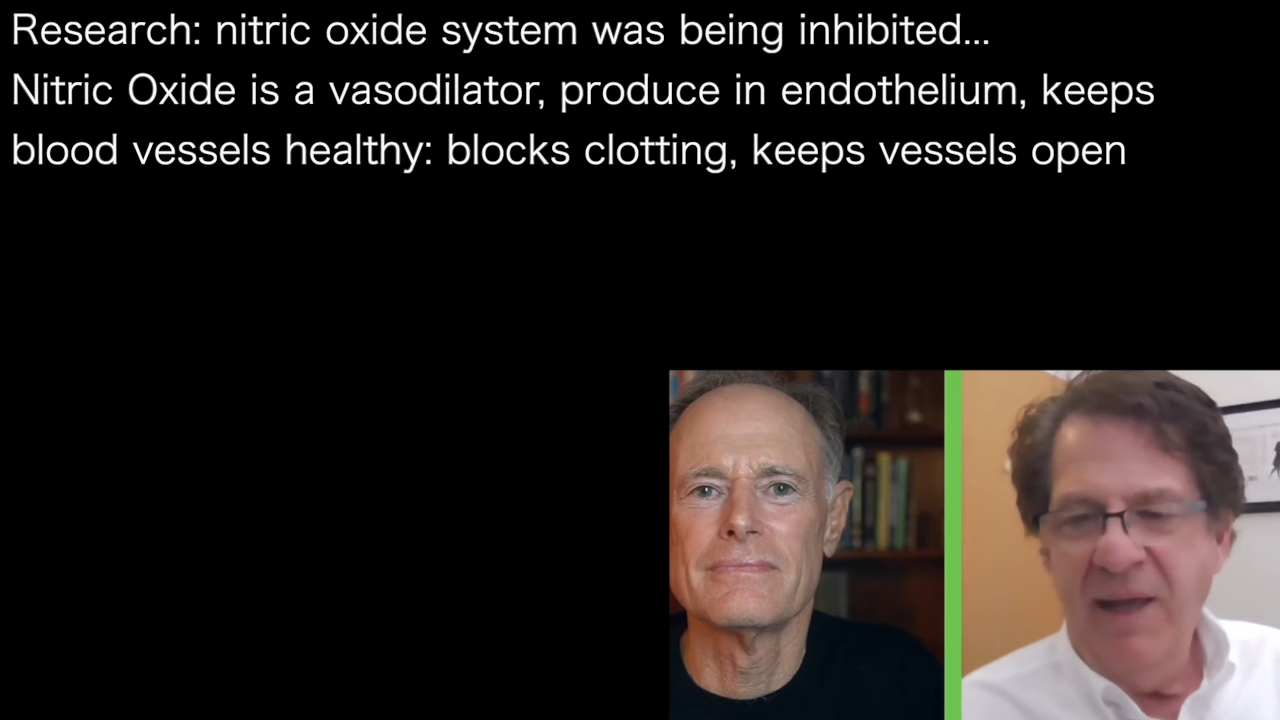 Research: nitric oxide system was being inhibited...
Nitric Oxide is a vasodilator, produce in endothelium, keeps
blood vessels healthy: blocks clotting, keeps vessels open